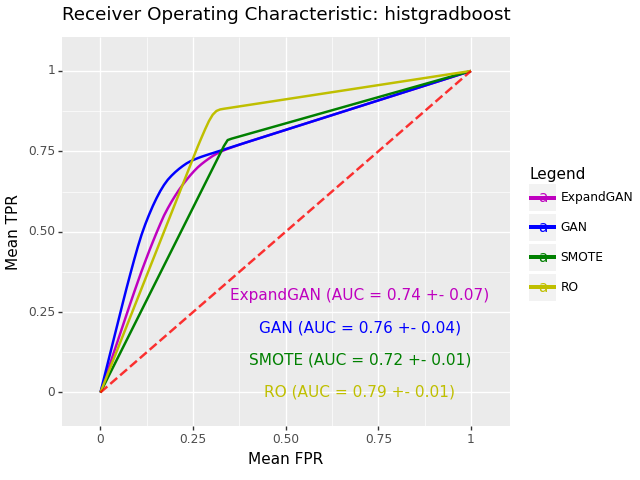 Receiver Operating Characteristic: histgradboost
Mean TPR
1
0.75
0.50
0.25
0
ExpandGAN (AUC = 0.74 +- 0.07)
GAN (AUC = 0.76 +- 0.04)
SMOTE (AUC = 0.72 +- 0.01)
RO (AUC = 0.79 +- 0.01)
0
0.25
0.50
0.75
1
Mean FPR
Legend
a ExpandGAN
a GAN
a SMOTE
a RO